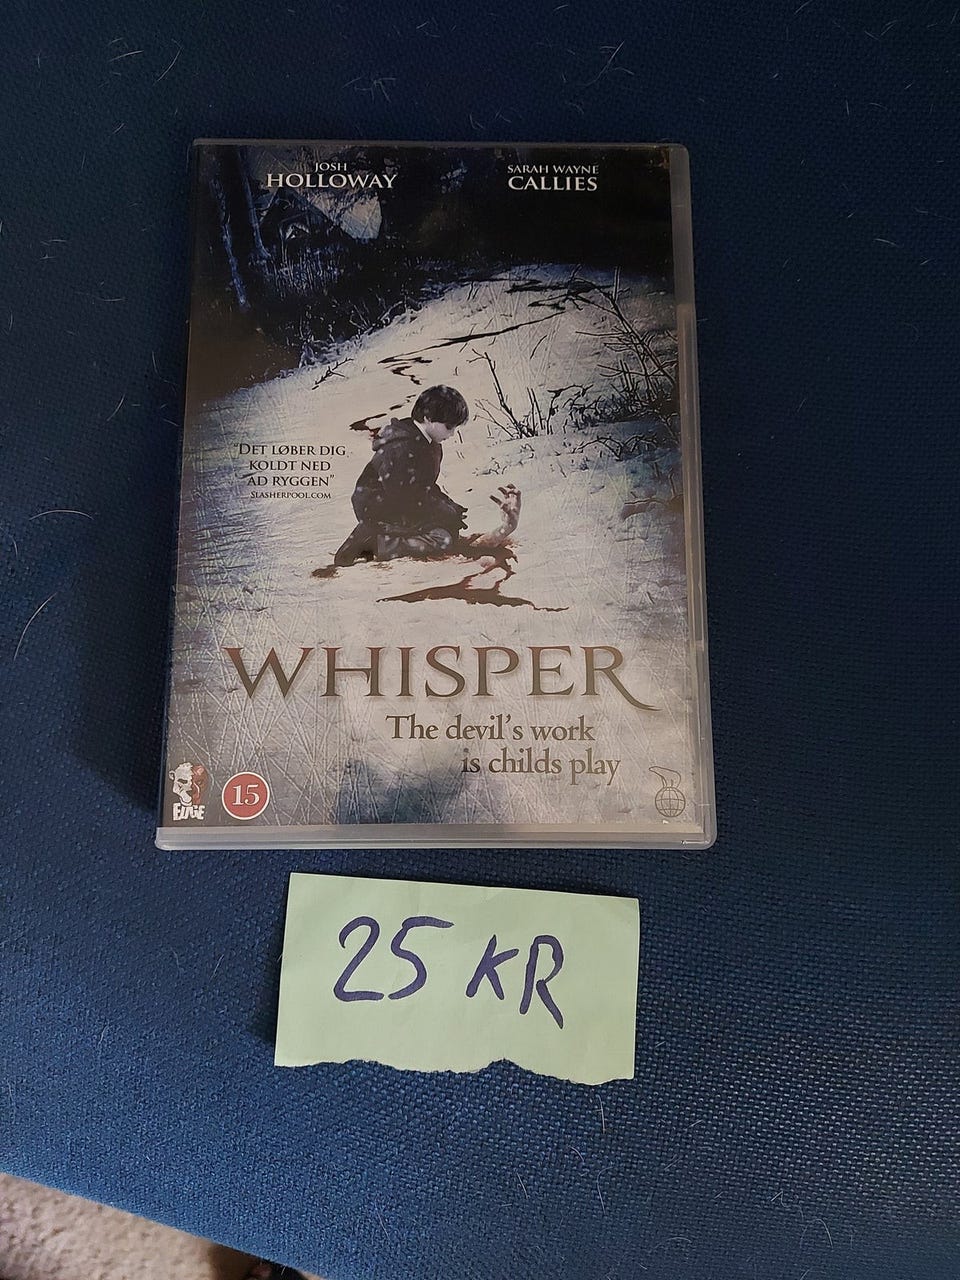 JOSH
HOLLOWAY
SARAH WAYNE
CALLIES
"DET LØBER DIG
KOLDT NED
AD RYGGEN"
SLASHERPOOL.COM
WHISPER
The devil's work
is childs play
EDGE
15
25 KR